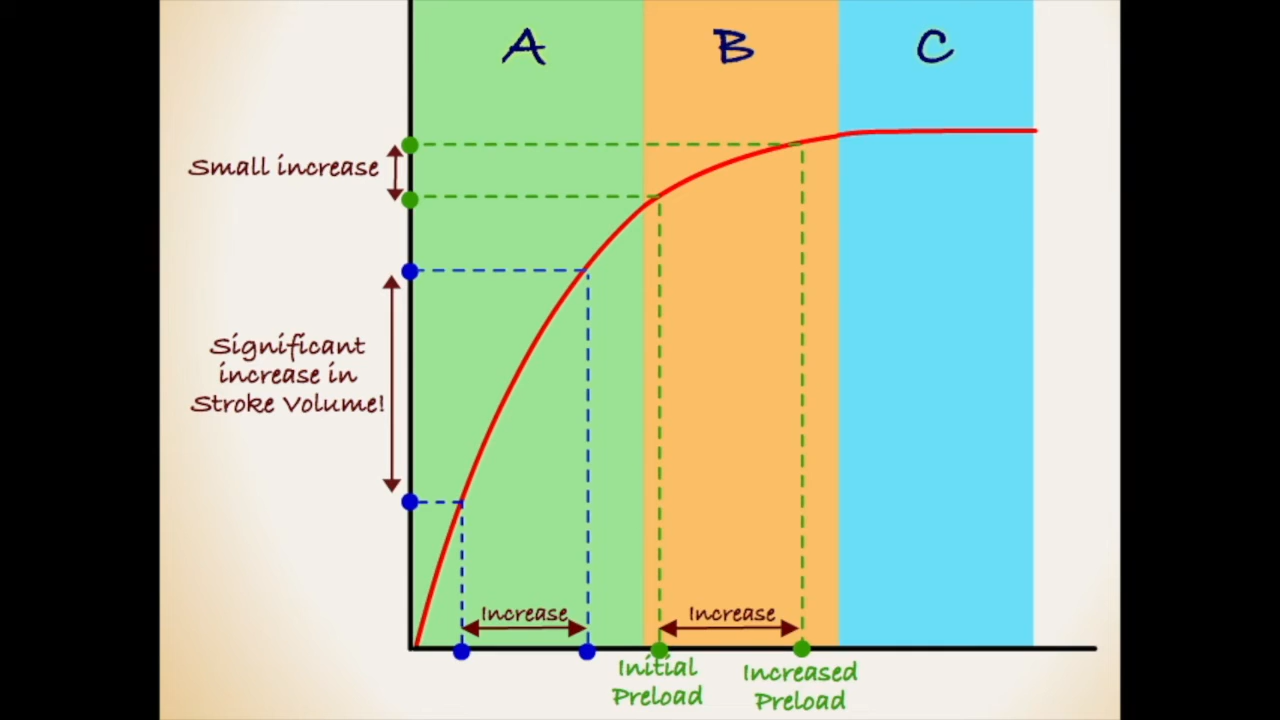 A
B
C
Small increase
Significant
increase in
Stroke Volume!
Increase
Increase
Initial
Preload
Increased
Preload